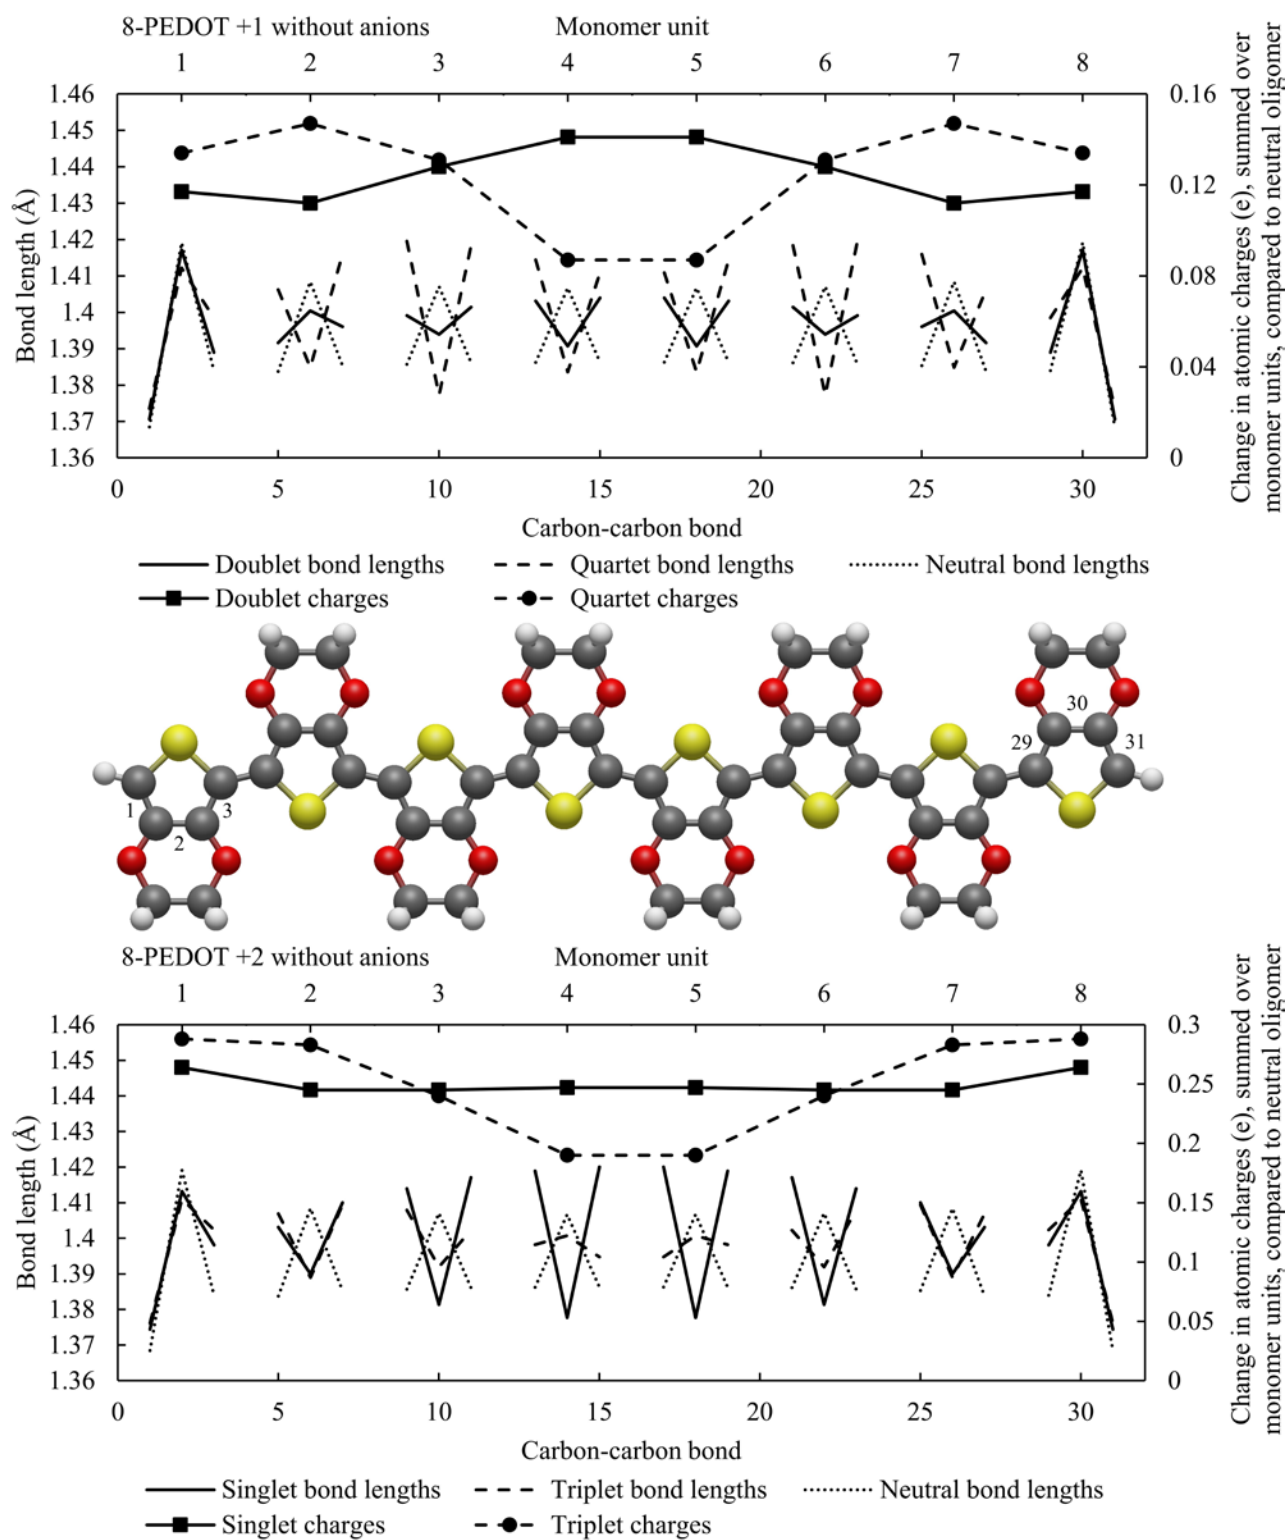 8-PEDOT +1 without anions Monomer unit
1 2 3 4 5 6 7 8
1.46
1.45
1.44
1.43
1.42
1.41
1.4
1.39
1.38
1.37
1.36
Bond length (Å)
0.16
0.12
0.08
0.04
0
Change in atomic charges (e), summed over
monomer units, compared to neutral oligomer
0 5 10 15 20 25 30
Carbon-carbon bond
Doublet bond lengths Quartet bond lengths Neutral bond lengths
Doublet charges Quartet charges
30
29 31
1 3
2
8-PEDOT +2 without anions Monomer unit
1 2 3 4 5 6 7 8
1.46
1.45
1.44
1.43
1.42
1.41
1.4
1.39
1.38
1.37
1.36
Bond length (Å)
0.3
0.25
0.2
0.15
0.1
0.05
0
Change in atomic charges (e), summed over
monomer units, compared to neutral oligomer
0 5 10 15 20 25 30
Carbon-carbon bond
Singlet bond lengths Triplet bond lengths Neutral bond lengths
Singlet charges Triplet charges